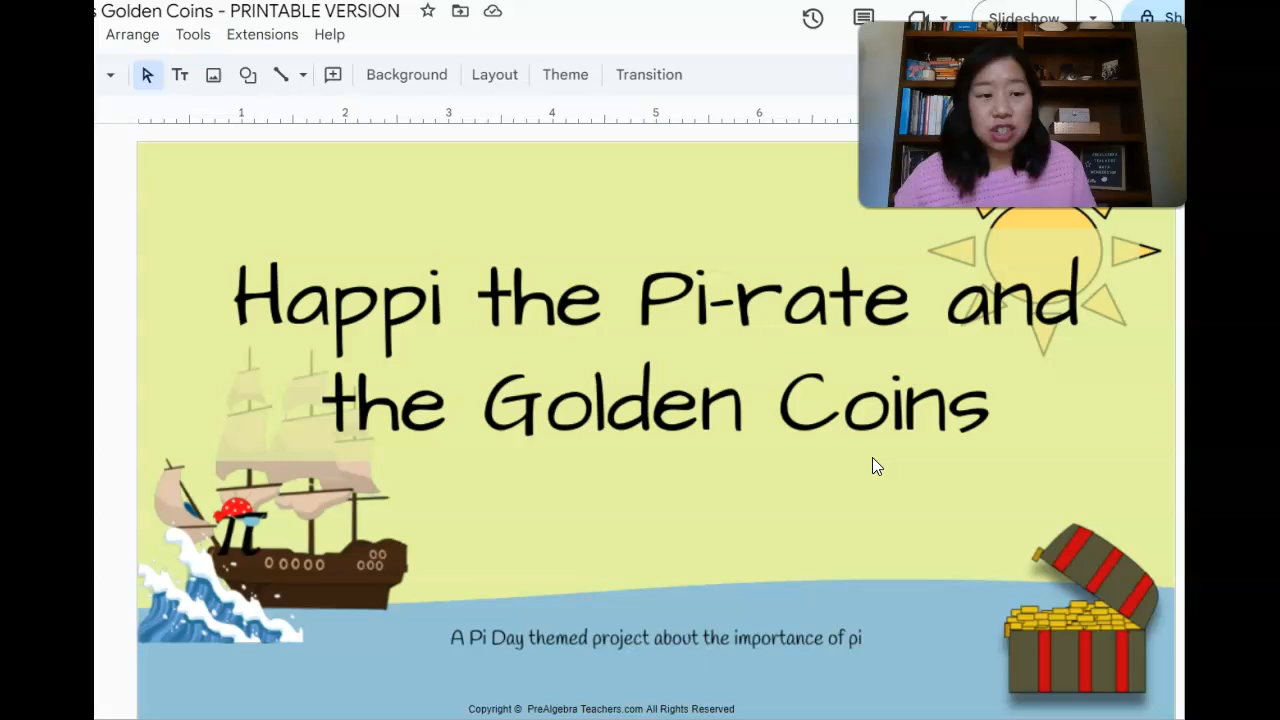 Golden Coins - PRINTABLE VERSION
Slideshow
Sh
Arrange Tools Extensions Help
Background Layout Theme Transition
1 2 3 4 5 6
Happi the Pi-rate and
the Golden Coins
π
A Pi Day themed project about the importance of pi
Copyright © PreAlgebra Teachers.com All Rights Reserved